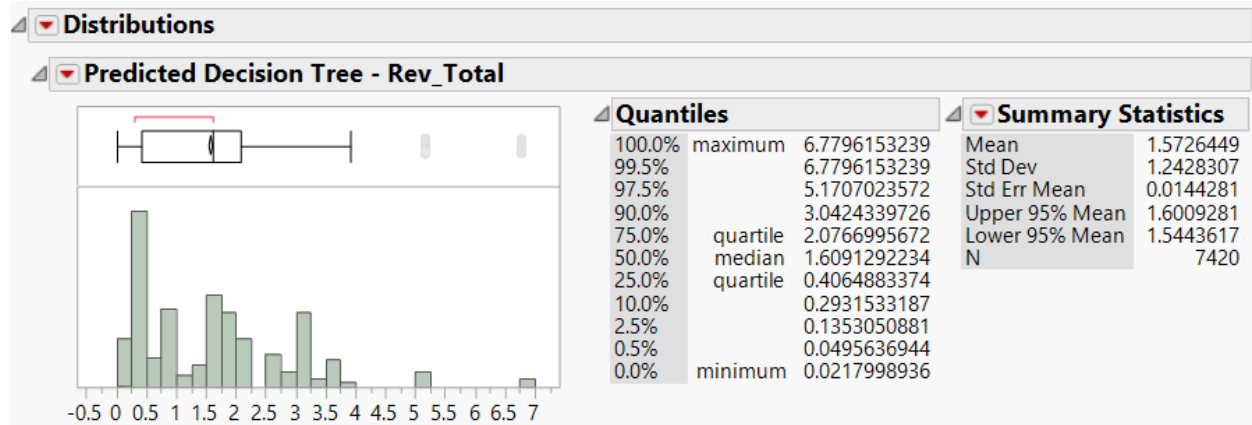 Distributions
Predicted Decision Tree - Rev_Total
-0.5 0 0.5 1 1.5 2 2.5 3 3.5 4 4.5 5 5.5 6 6.5 7
Quantiles
100.0% maximum 6.7796153239
99.5% 6.7796153239
97.5% 5.1707023572
90.0% 3.0424339726
75.0% quartile 2.0766995672
50.0% median 1.6091292234
25.0% quartile 0.4064883374
10.0% 0.2931533187
2.5% 0.1353050881
0.5% 0.0495636944
0.0% minimum 0.0217998936
Summary Statistics
Mean 1.5726449
Std Dev 1.2428307
Std Err Mean 0.0144281
Upper 95% Mean 1.6009281
Lower 95% Mean 1.5443617
N 7420